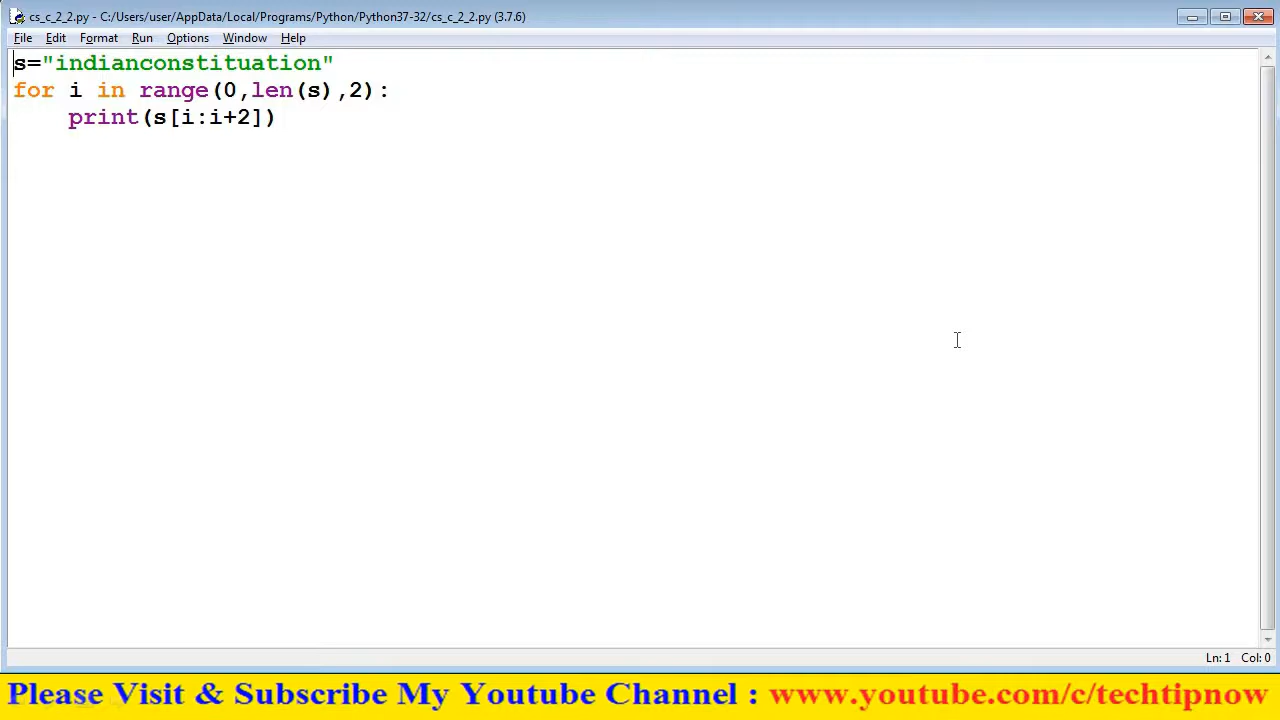 cs_c_2_2.py - C:/Users/user/AppData/Local/Programs/Python/Python37-32/cs_c_2_2.py (3.7.6)
File Edit Format Run Options Window Help
s="indianconstituation"
for i in range(0,len(s),2):
    print(s[i:i+2])
Ln: 1 Col: 0
Please Visit & Subscribe My Youtube Channel : www.youtube.com/c/techtipnow